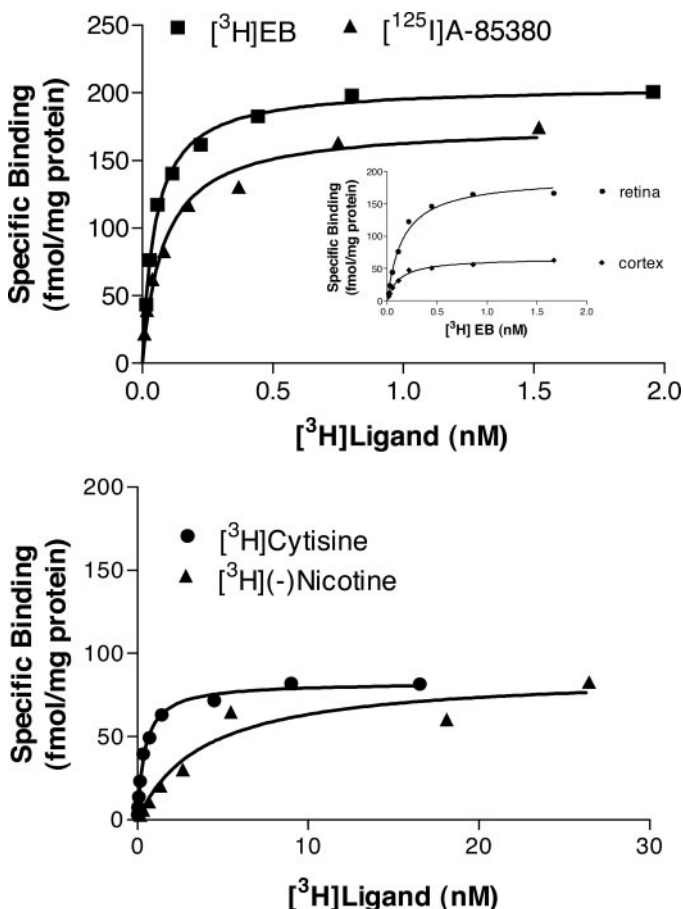 [³H]EB [¹²⁵I]A-85380
250
200
150
100
50
0
Specific Binding
(fmol/mg protein)
0.0 0.5 1.0 1.5 2.0
[³H]Ligand (nM)
200
150
100
50
0
Specific Binding
(fmol/mg protein)
retina
cortex
0.0 0.5 1.0 1.5 2.0
[³H] EB (nM)
200
150
100
50
0
Specific Binding
(fmol/mg protein)
[³H]Cytisine
[³H](-)Nicotine
0 10 20 30
[³H]Ligand (nM)